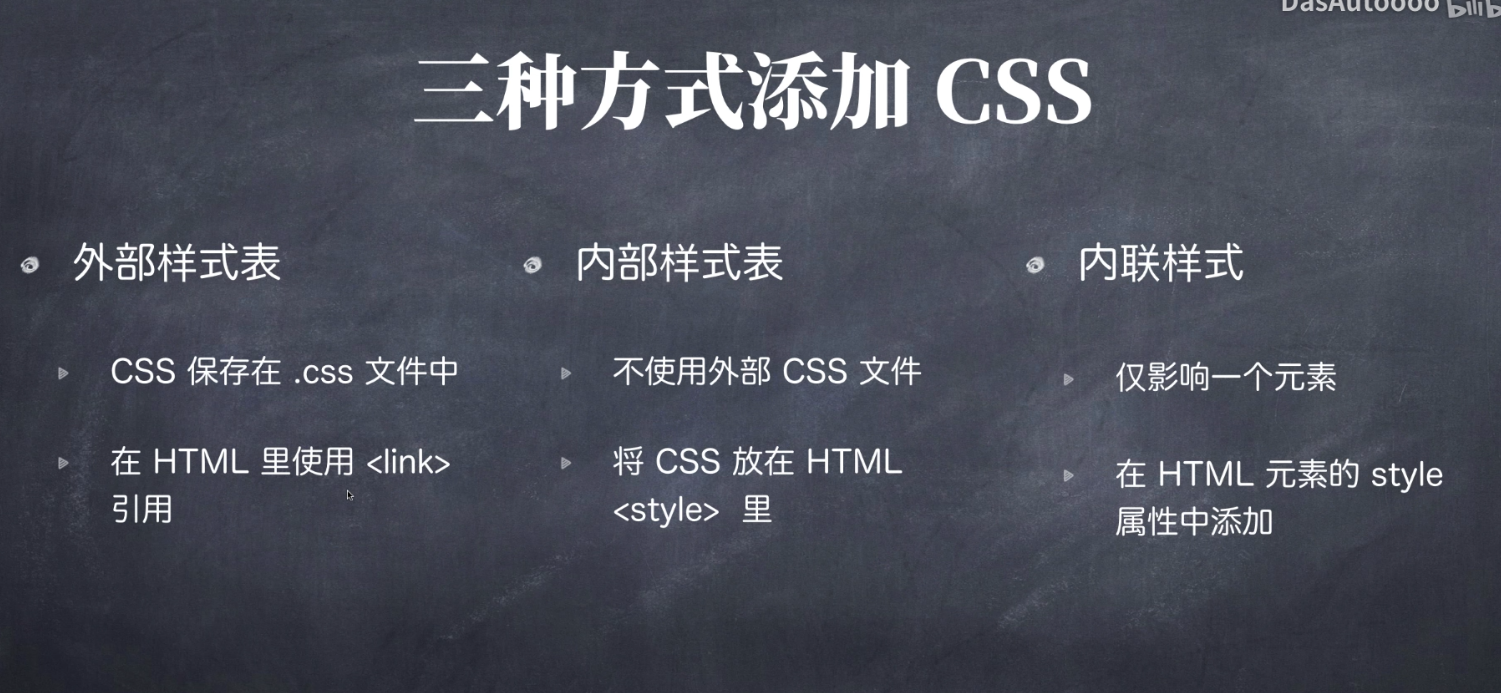 DasAutoooo bilib
三种方式添加 CSS
外部样式表
CSS 保存在 .css 文件中
在 HTML 里使用 <link>
引用
内部样式表
不使用外部 CSS 文件
将 CSS 放在 HTML
<style> 里
内联样式
仅影响一个元素
在 HTML 元素的 style
属性中添加